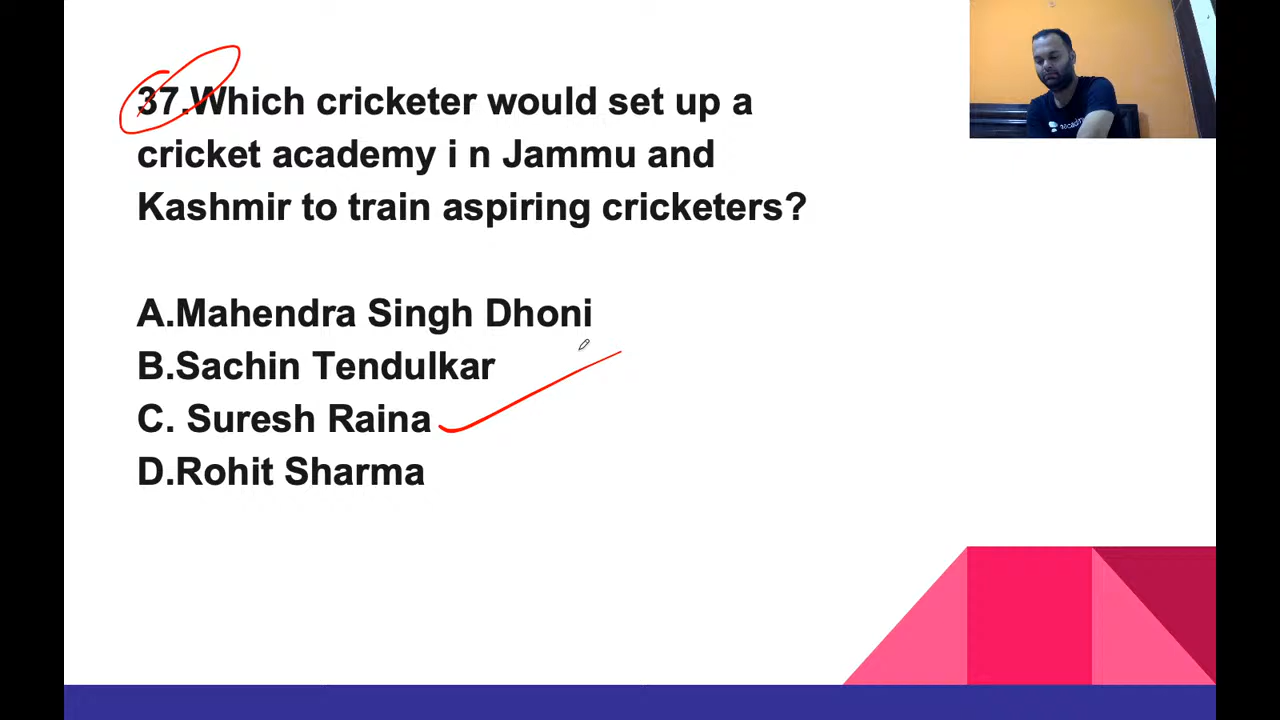 37.Which cricketer would set up a
cricket academy i n Jammu and
Kashmir to train aspiring cricketers?
A.Mahendra Singh Dhoni
B.Sachin Tendulkar
C. Suresh Raina
D.Rohit Sharma